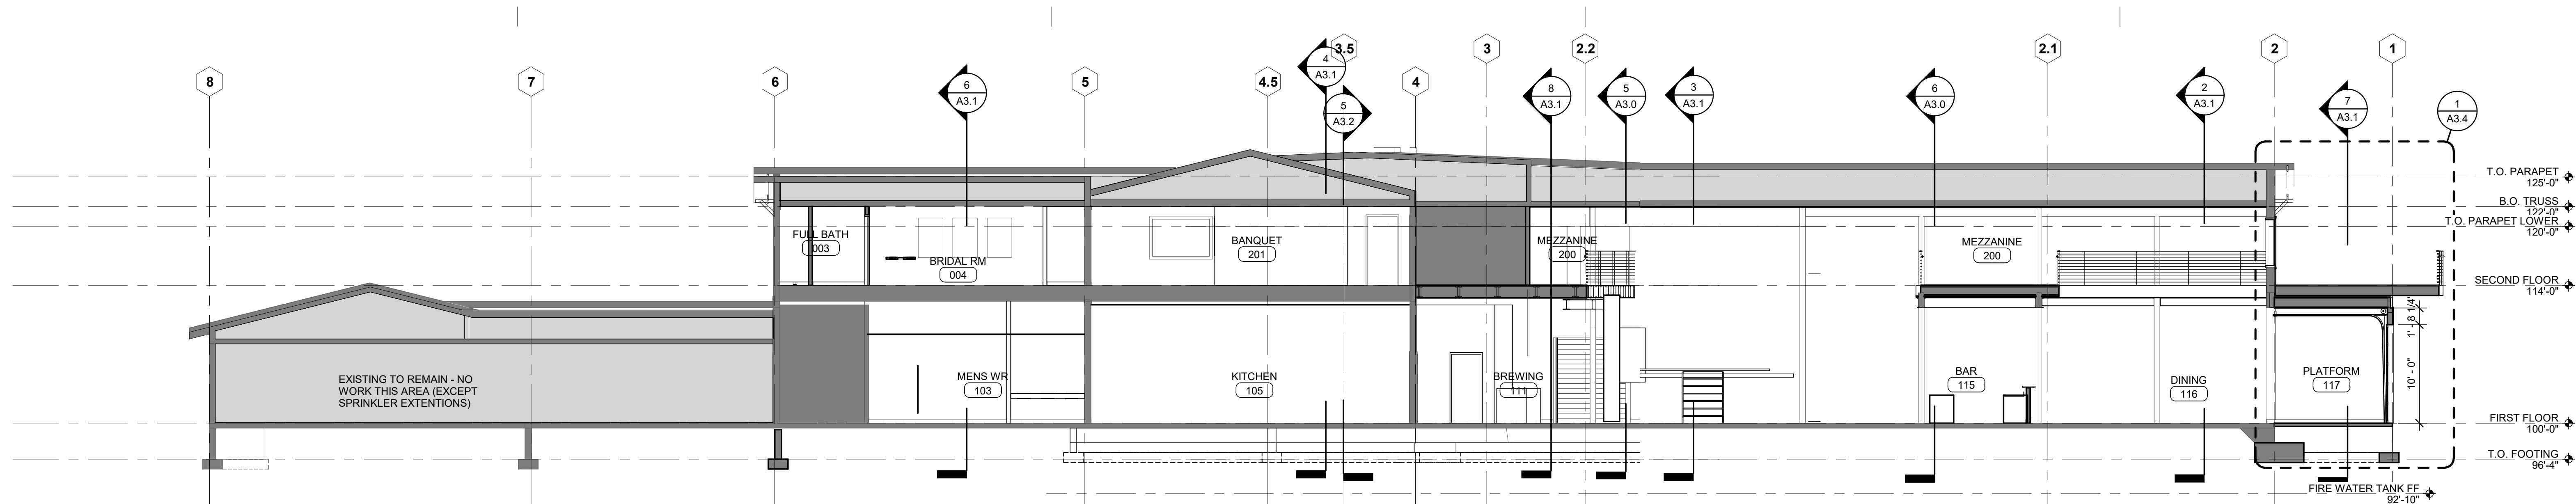 3.5
3
2.2
2.1
2
1
8
7
6
5
4.5
4
4
A3.1
6
A3.1
5
A3.2
8
A3.1
5
A3.0
3
A3.1
6
A3.0
2
A3.1
7
A3.1
1
A3.4
T.O. PARAPET
125'-0"
B.O. TRUSS
122'-0"
T.O. PARAPET LOWER
120'-0"
FULL BATH
003
BRIDAL RM
004
BANQUET
201
MEZZANINE
200
MEZZANINE
200
SECOND FLOOR
114'-0"
1' - 8 1/4"
10' - 0"
EXISTING TO REMAIN - NO
WORK THIS AREA (EXCEPT
SPRINKLER EXTENTIONS)
MENS WR
103
KITCHEN
105
BREWING
111
BAR
115
DINING
116
PLATFORM
117
FIRST FLOOR
100'-0"
T.O. FOOTING
96'-4"
FIRE WATER TANK FF
92'-10"